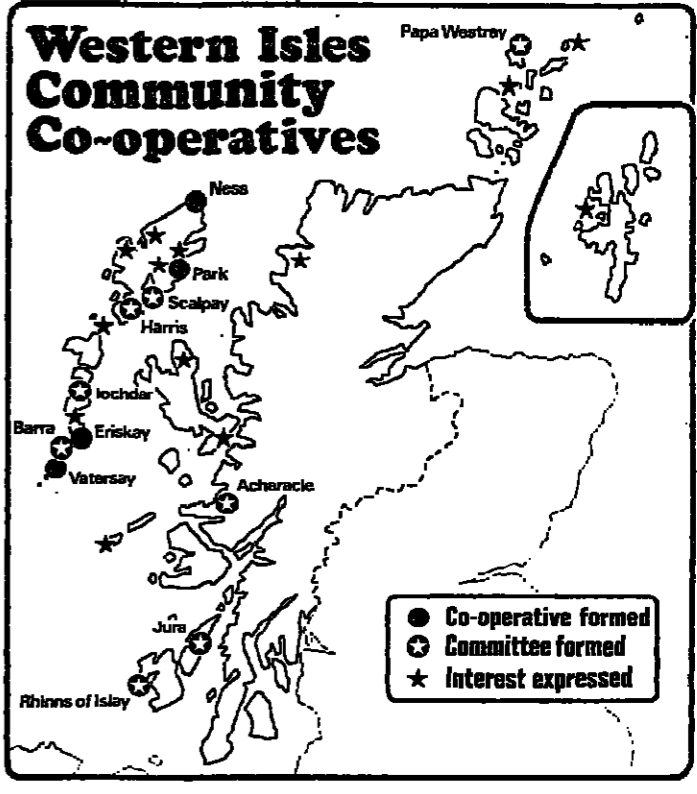 Western Isles
Community
Co-operatives
Papa Westray
Ness
Park
Scalpay
Harris
Iochdar
Barra
Eriskay
Vatersay
Acharacle
Jura
Rhinns of Islay
Co-operative formed
Committee formed
Interest expressed